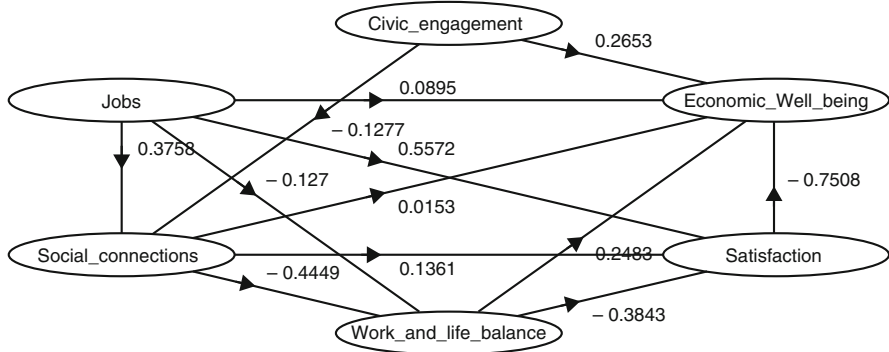 Civic_engagement
0.2653
Jobs
0.0895
Economic_Well_being
– 0.1277
0.3758
0.5572
– 0.127
– 0.7508
0.0153
Social_connections
0.2483
Satisfaction
– 0.4449
0.1361
– 0.3843
Work_and_life_balance